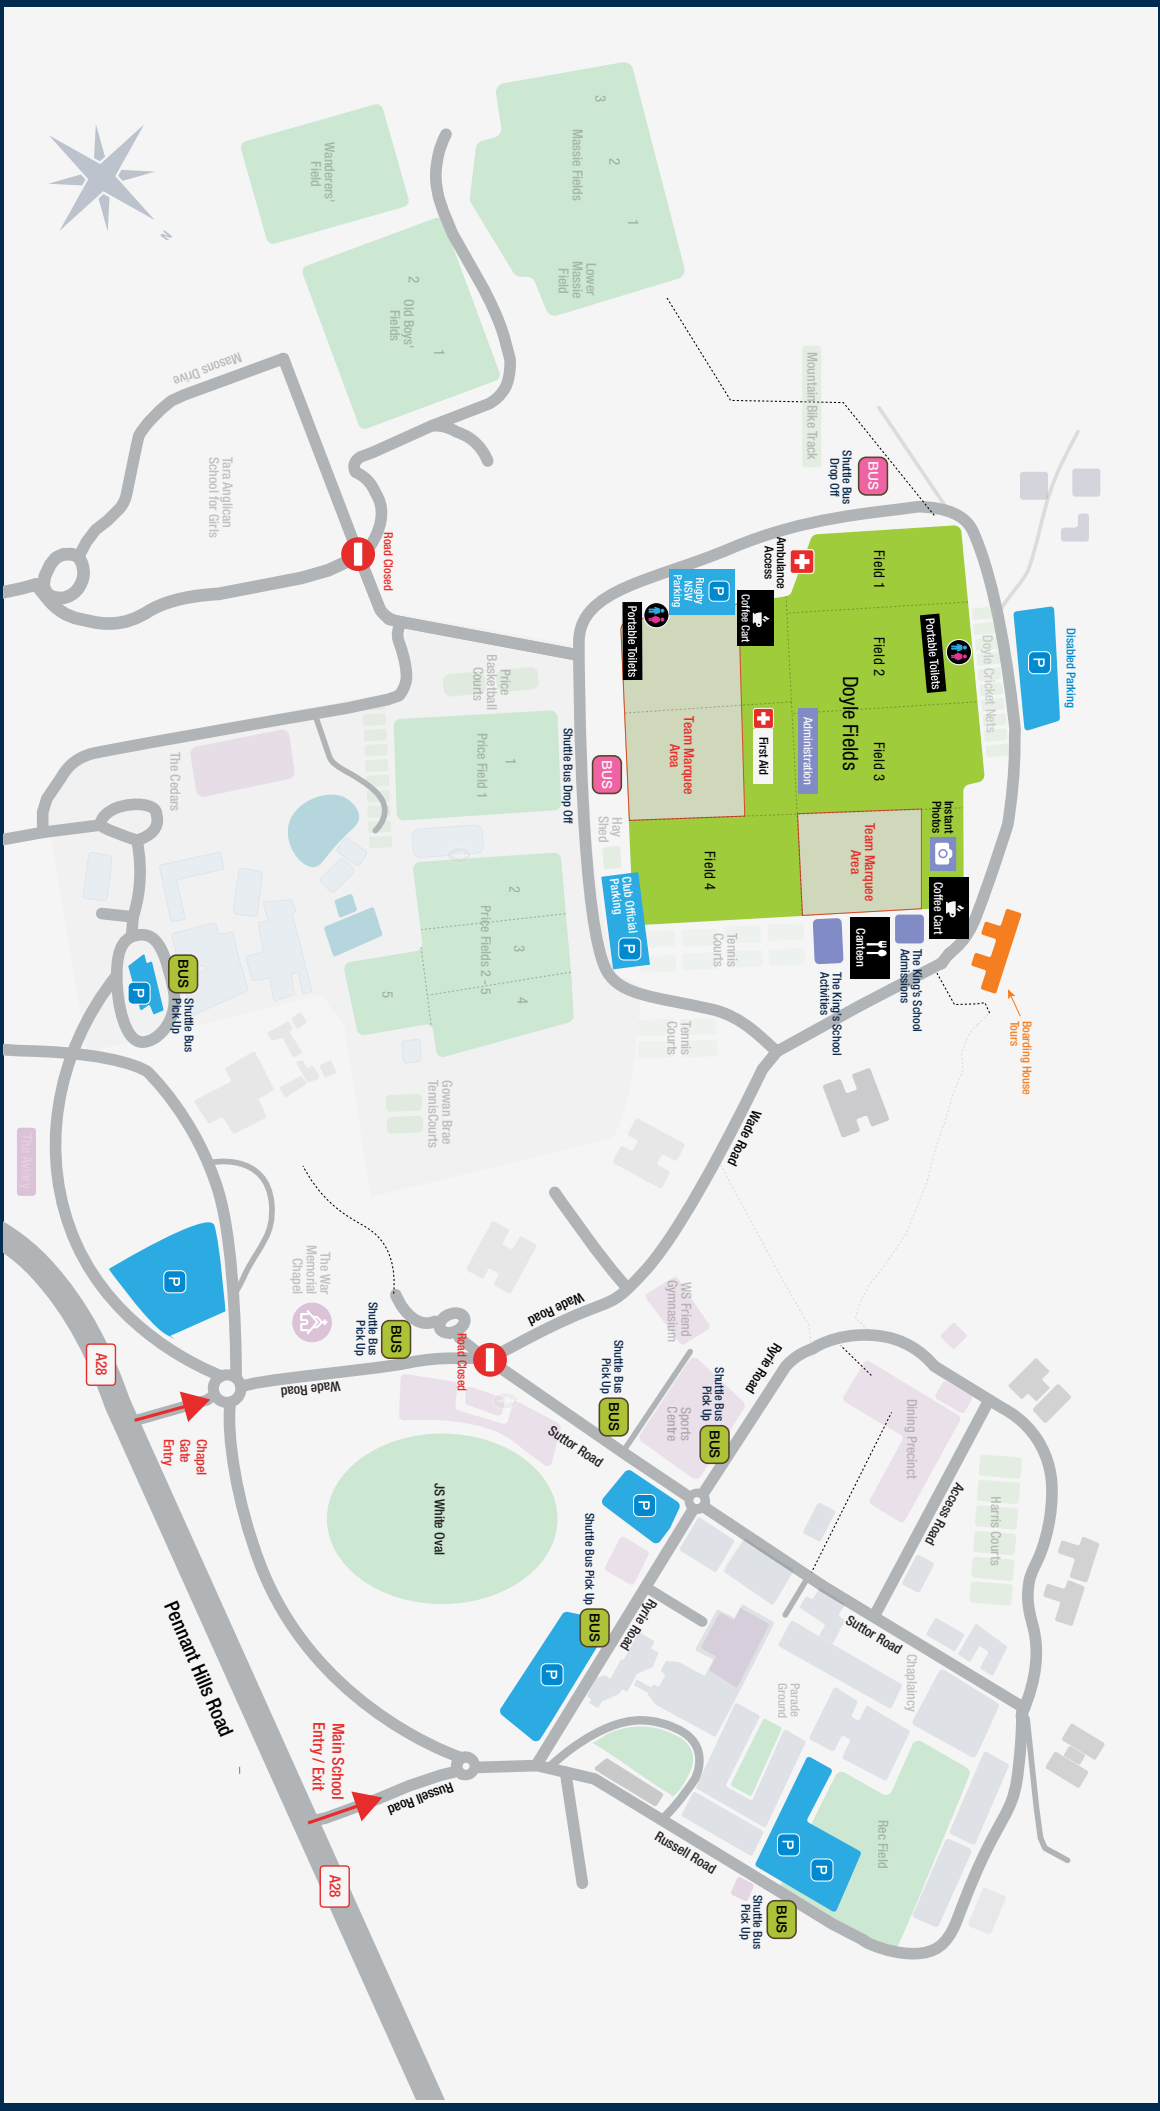 3
2
1
Massie Fields
Lower
Massie
Field
Wanderers'
Field
2
Old Boys'
Fields
1
N
Masons Drive
Tara Anglican
School for Girls
Road Closed
Mountain Bike Track
BUS
Shuttle Bus
Drop Off
Ambulance
Access
Field 1
Field 2
Doyle Fields
Field 3
Field 4
Portable Toilets
Doyle Cricket Nets
P
Disabled Parking
P
Rugby
NSW
Parking
Coffee Cart
Portable Toilets
Team Marquee
Area
First Aid
Administration
Team Marquee
Area
Instant
Photos
Coffee Cart
Canteen
The King's School
Admissions
The King's School
Activities
Boarding House
Tours
BUS
Shuttle Bus Drop Off
Hay
Shed
Club Official
Parking
P
Tennis
Courts
Tennis
Courts
Price
Basketball
Courts
1
Price Field 1
2
3
4
5
Price Fields 2 - 5
The Cedars
BUS
Shuttle Bus
Pick Up
P
Gowan Brae
TennisCourts
The Aviary
Wade Road
Wade Road
Wade Road
P
The War
Memorial
Chapel
BUS
Shuttle Bus
Pick Up
Road Closed
A28
Chapel
Gate
Entry
WS Friend
Gymnasium
Sports
Centre
BUS
Shuttle Bus
Pick Up
BUS
Shuttle Bus
Pick Up
Ryrie Road
Dining Precinct
Access Road
Harris Courts
Suttor Road
P
JS White Oval
Shuttle Bus Pick Up
BUS
P
Ryrie Road
Suttor Road
Chaplaincy
Parade
Ground
P
P
Rec Field
Russell Road
BUS
Shuttle Bus
Pick Up
Russell Road
Main School
Entry / Exit
Pennant Hills Road
A28